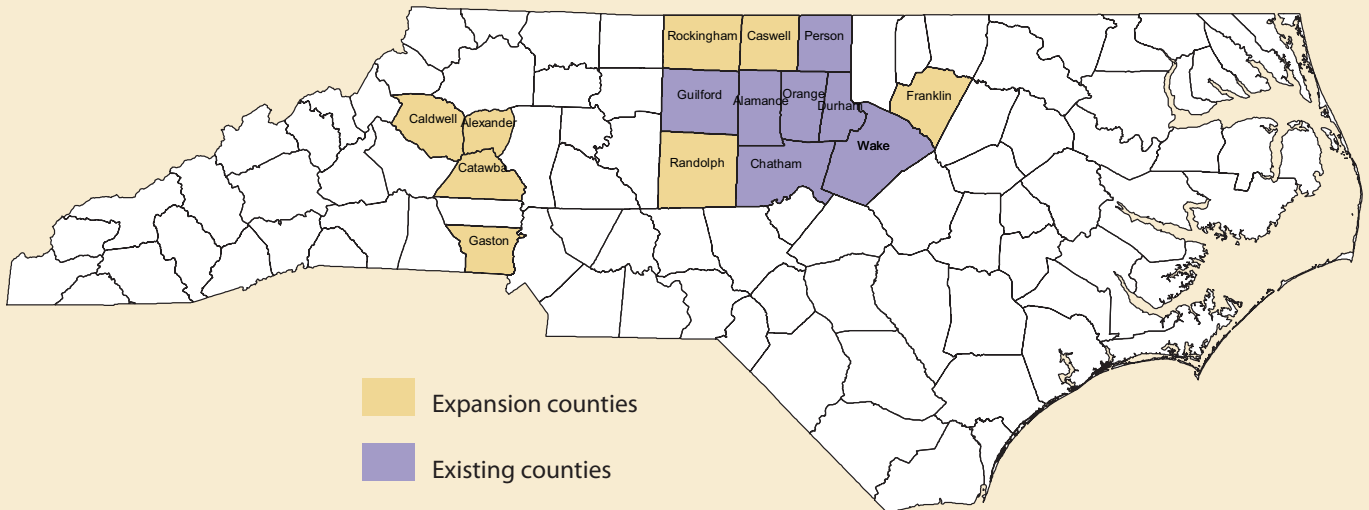 Rockingham Caswell Person
Guilford Alamance Orange Durham Franklin
Caldwell Alexander
Wake
Catawba Randolph Chatham
Gaston
Expansion counties
Existing counties